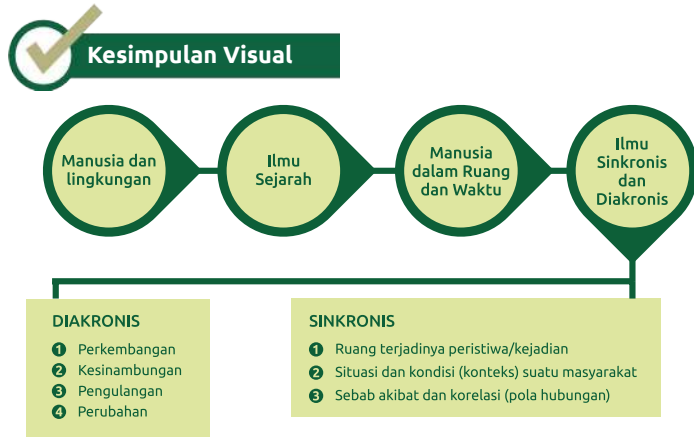 Kesimpulan Visual
Manusia dan
lingkungan
Ilmu
Sejarah
Manusia
dalam Ruang
dan Waktu
Ilmu
Sinkronis
dan
Diakronis
DIAKRONIS
1 Perkembangan
2 Kesinambungan
3 Pengulangan
4 Perubahan
SINKRONIS
1 Ruang terjadinya peristiwa/kejadian
2 Situasi dan kondisi (konteks) suatu masyarakat
3 Sebab akibat dan korelasi (pola hubungan)